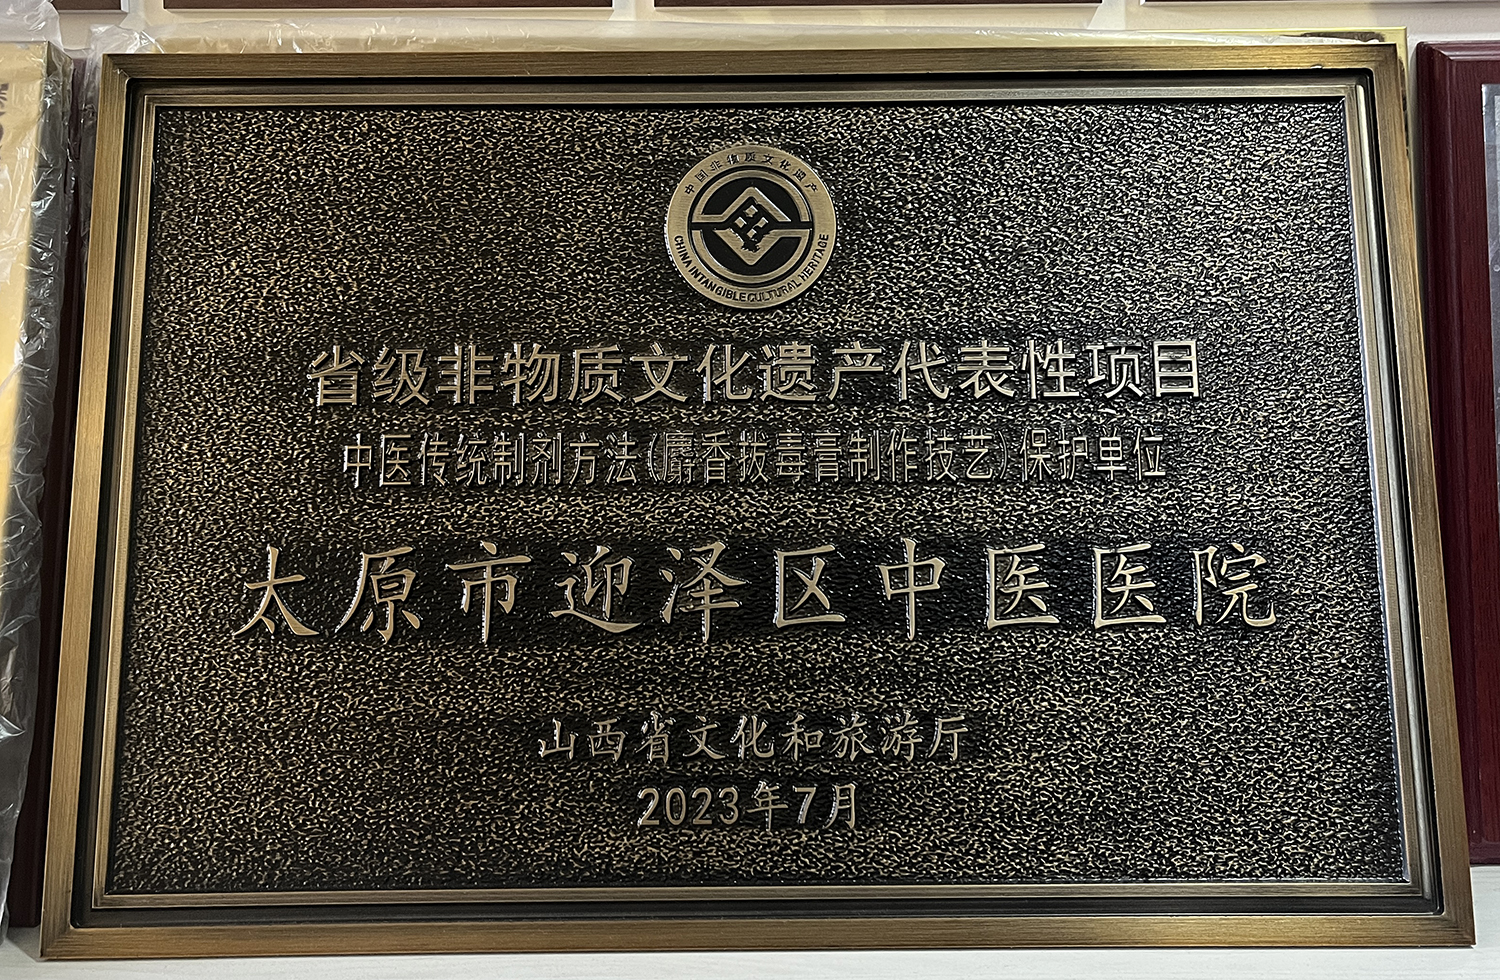 中国非物质文化遗产
CHINA INTANGIBLE CULTURAL HERITAGE
省级非物质文化遗产代表性项目
中医传统制剂方法(麝香拔毒膏制作技艺)保护单位
太原市迎泽区中医医院
山西省文化和旅游厅
2023年7月